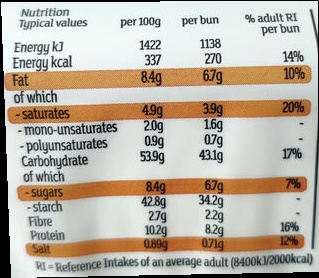 Nutrition
Typical values per 100g per bun % adult RI per bun
Energy kJ 1422 1138
Energy kcal 337 270 14%
Fat 8.4g 6.7g 10%
of which
- saturates 4.9g 3.9g 20%
- mono-unsaturates 2.0g 1.6g -
- polyunsaturates 0.9g 0.7g -
Carbohydrate 53.9g 43.1g 17%
of which
- sugars 8.4g 6.7g 7%
- starch 42.8g 34.2g -
Fibre 2.7g 2.2g -
Protein 10.2g 8.2g 16%
Salt 0.89g 0.71g 12%
RI = Reference Intakes of an average adult (8400kJ/2000kcal)